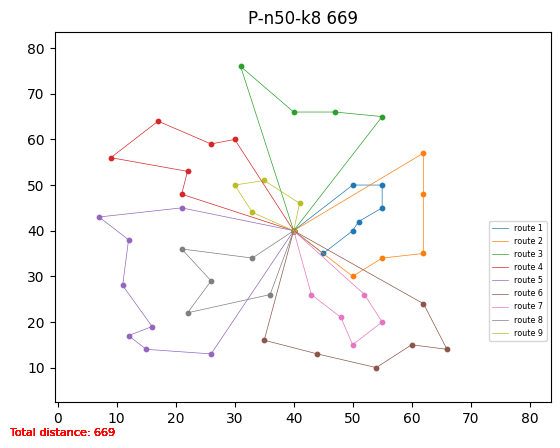 P-n50-k8 669
80
70
60
50
40
30
20
10
0 10 20 30 40 50 60 70 80
route 1
route 2
route 3
route 4
route 5
route 6
route 7
route 8
route 9
Total distance: 669